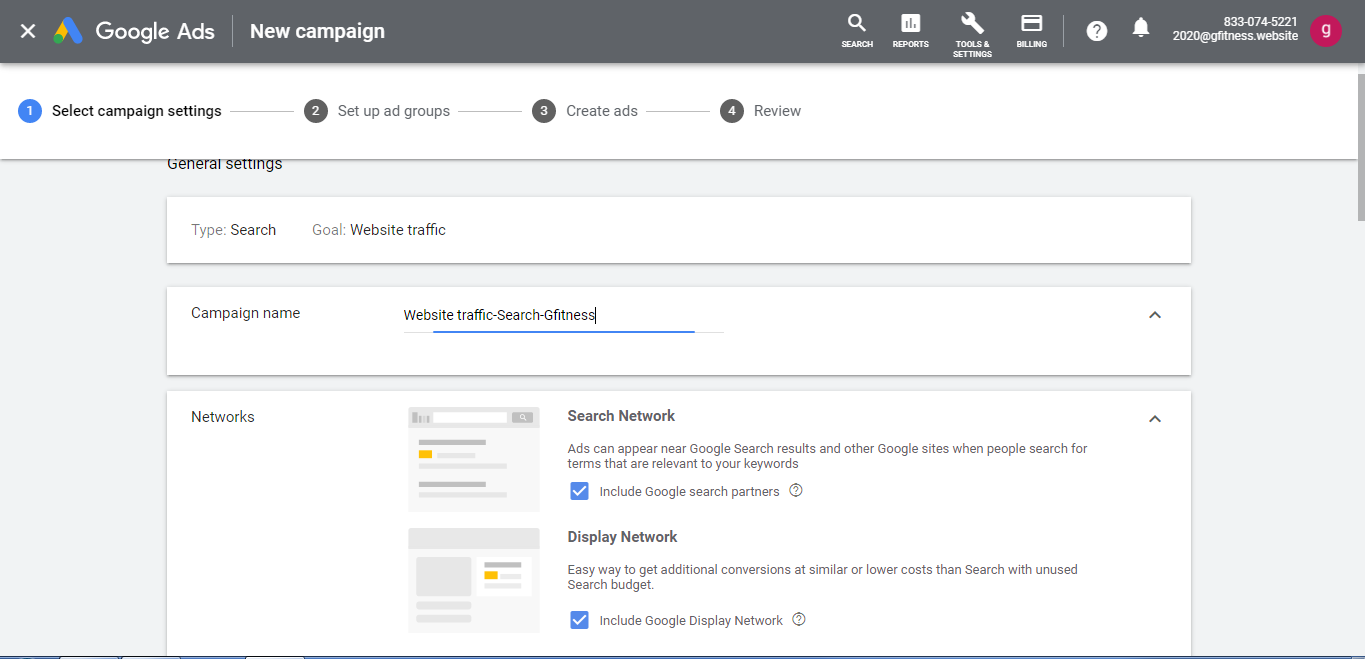 Google Ads New campaign
SEARCH
REPORTS
TOOLS &
SETTINGS
BILLING
?
833-074-5221
2020@gfitness.website
g
1 Select campaign settings 2 Set up ad groups 3 Create ads 4 Review
General settings
Type: Search Goal: Website traffic
Campaign name
Website traffic-Search-Gfitness
Networks
Search Network
Ads can appear near Google Search results and other Google sites when people search for
terms that are relevant to your keywords
Include Google search partners ?
Display Network
Easy way to get additional conversions at similar or lower costs than Search with unused
Search budget.
Include Google Display Network ?